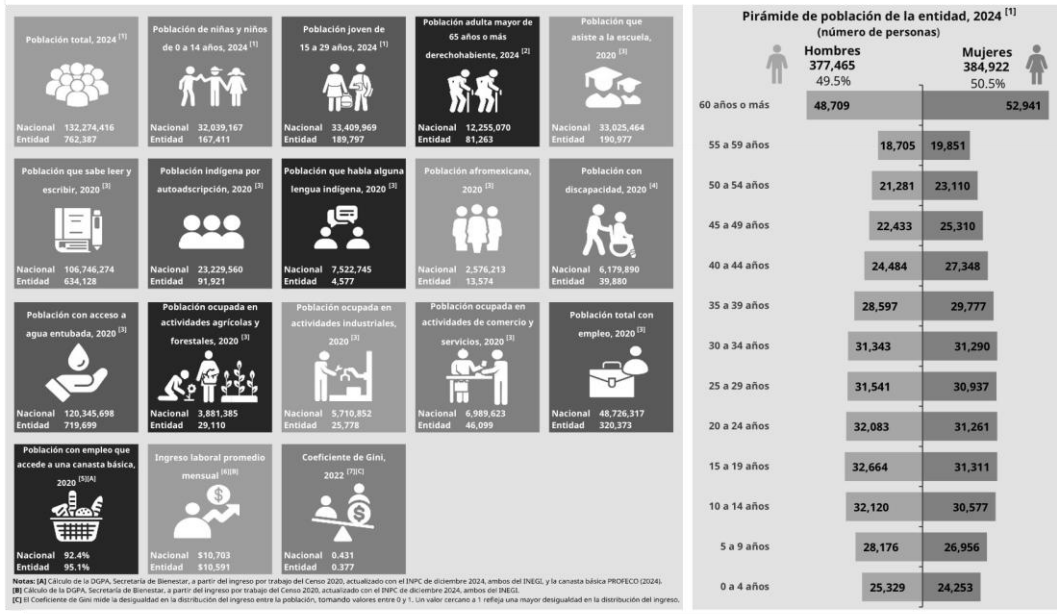 Población total, 2024 [1]
Nacional 132,274,416
Entidad 762,387
Población de niñas y niños
de 0 a 14 años, 2024 [1]
Nacional 32,039,167
Entidad 167,411
Población joven de
15 a 29 años, 2024 [1]
Nacional 33,409,969
Entidad 189,797
Población adulta mayor de
65 años o más
derechohabiente, 2024 [2]
Nacional 12,255,070
Entidad 81,263
Población que
asiste a la escuela,
2020 [3]
Nacional 33,025,464
Entidad 190,977
Población que sabe leer y
escribir, 2020 [3]
Nacional 106,746,274
Entidad 634,128
Población indígena por
autoadscripción, 2020 [3]
Nacional 23,229,560
Entidad 91,921
Población que habla alguna
lengua indígena, 2020 [3]
Nacional 7,522,745
Entidad 4,577
Población afromexicana,
2020 [3]
Nacional 2,576,213
Entidad 13,574
Población con
discapacidad, 2020 [4]
Nacional 6,179,890
Entidad 39,880
Población con acceso a
agua entubada, 2020 [3]
Nacional 120,345,698
Entidad 719,699
Población ocupada en
actividades agrícolas y
forestales, 2020 [3]
Nacional 3,881,385
Entidad 29,110
Población ocupada en
actividades industriales,
2020 [3]
Nacional 5,710,852
Entidad 25,778
Población ocupada en
actividades de comercio y
servicios, 2020 [3]
Nacional 6,989,623
Entidad 46,099
Población total con
empleo, 2020 [3]
Nacional 48,726,317
Entidad 320,373
Población con empleo que
accede a una canasta básica,
2020 [5][A]
Nacional 92.4%
Entidad 95.1%
Ingreso laboral promedio
mensual [6][B]
Nacional $10,703
Entidad $10,591
Coeficiente de Gini,
2022 [7][C]
Nacional 0.431
Entidad 0.377
Notas: [A] Cálculo de la DGPA, Secretaría de Bienestar, a partir del ingreso por trabajo del Censo 2020, actualizado con el INPC de diciembre 2024, ambos del INEGI, y la canasta básica PROFECO (2024).
[B] Cálculo de la DGPA, Secretaría de Bienestar, a partir del ingreso por trabajo del Censo 2020, actualizado con el INPC de diciembre 2024, ambos del INEGI.
[C] El Coeficiente de Gini mide la desigualdad en la distribución del ingreso entre la población, tomando valores entre 0 y 1. Un valor cercano a 1 refleja una mayor desigualdad en la distribución del ingreso.
Pirámide de población de la entidad, 2024 [1]
(número de personas)
Hombres Mujeres
377,465 384,922
49.5% 50.5%
60 años o más 48,709 52,941
55 a 59 años 18,705 19,851
50 a 54 años 21,281 23,110
45 a 49 años 22,433 25,310
40 a 44 años 24,484 27,348
35 a 39 años 28,597 29,777
30 a 34 años 31,343 31,290
25 a 29 años 31,541 30,937
20 a 24 años 32,083 31,261
15 a 19 años 32,664 31,311
10 a 14 años 32,120 30,577
5 a 9 años 28,176 26,956
0 a 4 años 25,329 24,253